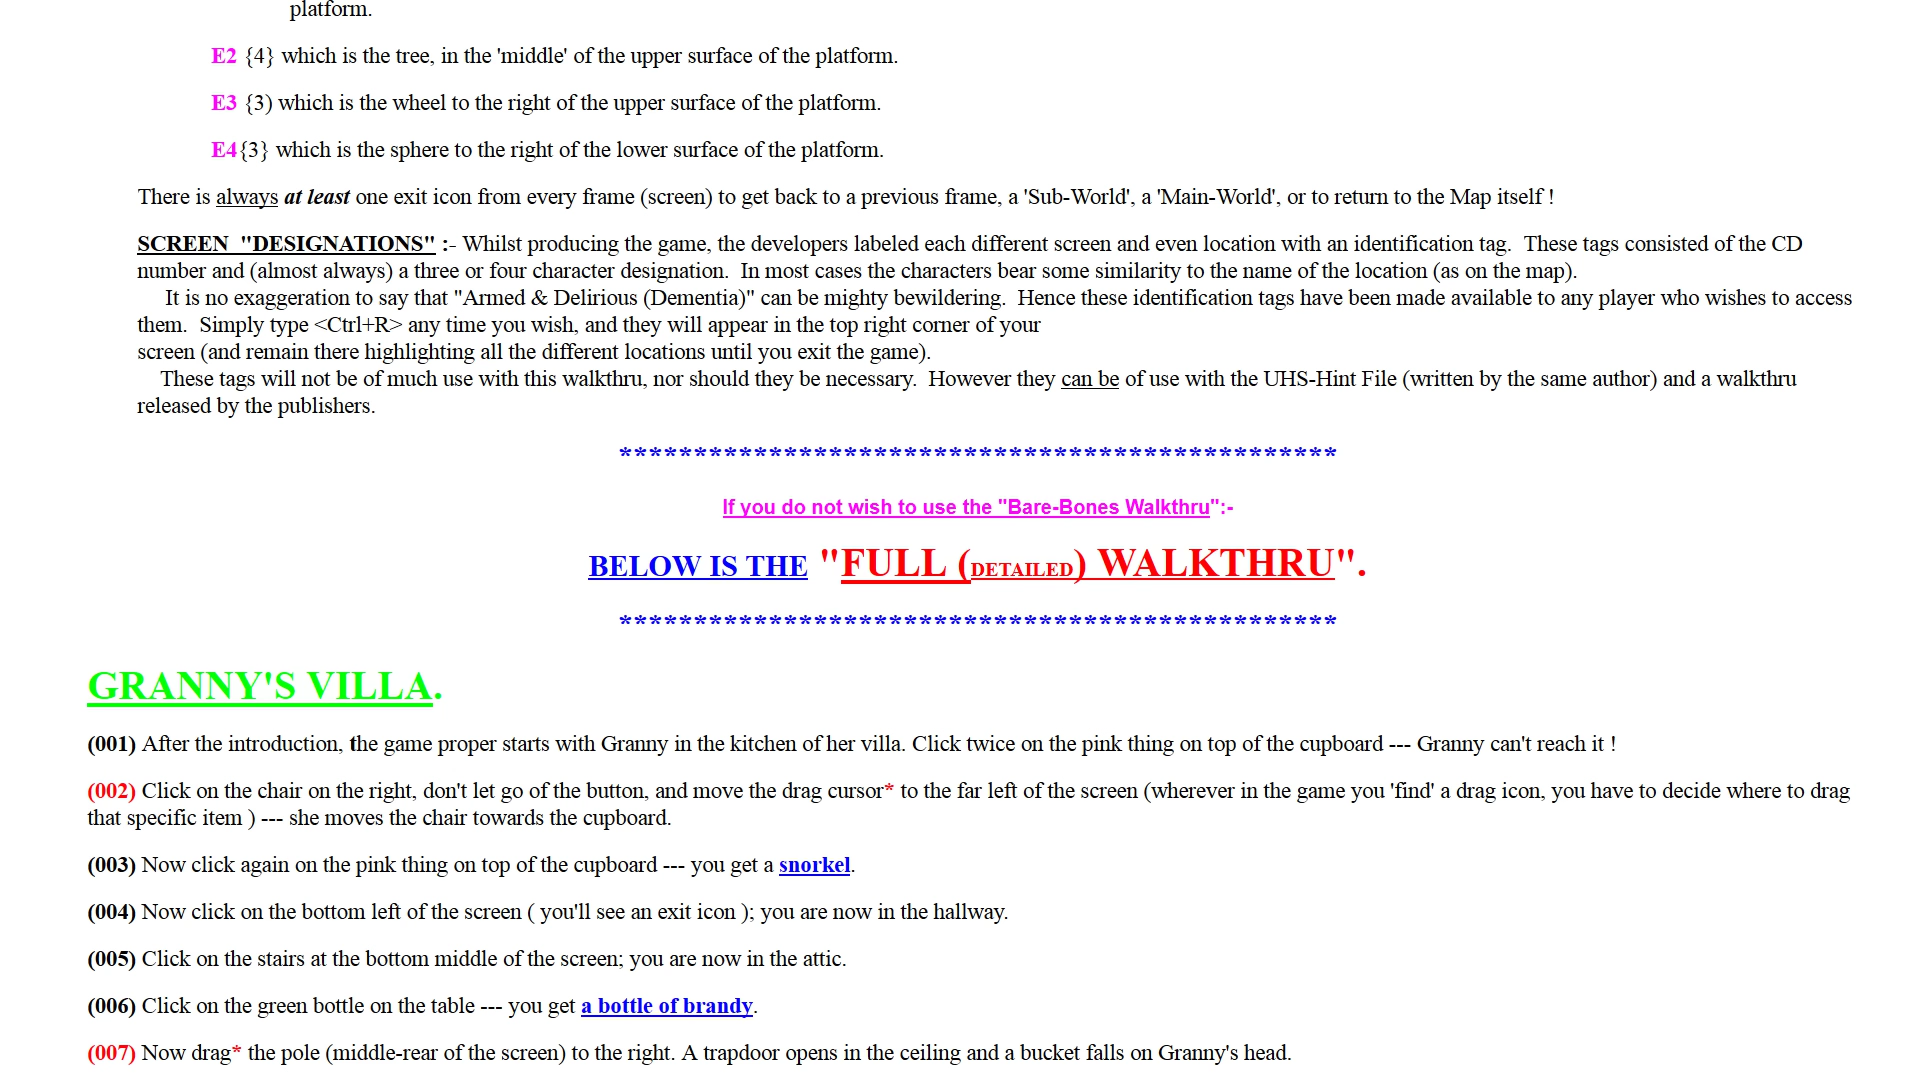 platform.
E2 {4} which is the tree, in the 'middle' of the upper surface of the platform.
E3 {3) which is the wheel to the right of the upper surface of the platform.
E4{3} which is the sphere to the right of the lower surface of the platform.
There is always at least one exit icon from every frame (screen) to get back to a previous frame, a 'Sub-World', a 'Main-World', or to return to the Map itself !
SCREEN "DESIGNATIONS" :- Whilst producing the game, the developers labeled each different screen and even location with an identification tag. These tags consisted of the CD
number and (almost always) a three or four character designation. In most cases the characters bear some similarity to the name of the location (as on the map).
It is no exaggeration to say that "Armed & Delirious (Dementia)" can be mighty bewildering. Hence these identification tags have been made available to any player who wishes to access
them. Simply type <Ctrl+R> any time you wish, and they will appear in the top right corner of your
screen (and remain there highlighting all the different locations until you exit the game).
These tags will not be of much use with this walkthru, nor should they be necessary. However they can be of use with the UHS-Hint File (written by the same author) and a walkthru
released by the publishers.
************************************************
If you do not wish to use the "Bare-Bones Walkthru":-
BELOW IS THE "FULL (DETAILED) WALKTHRU".
************************************************
GRANNY'S VILLA.
(001) After the introduction, the game proper starts with Granny in the kitchen of her villa. Click twice on the pink thing on top of the cupboard --- Granny can't reach it !
(002) Click on the chair on the right, don't let go of the button, and move the drag cursor* to the far left of the screen (wherever in the game you 'find' a drag icon, you have to decide where to drag
that specific item ) --- she moves the chair towards the cupboard.
(003) Now click again on the pink thing on top of the cupboard --- you get a snorkel.
(004) Now click on the bottom left of the screen ( you'll see an exit icon ); you are now in the hallway.
(005) Click on the stairs at the bottom middle of the screen; you are now in the attic.
(006) Click on the green bottle on the table --- you get a bottle of brandy.
(007) Now drag* the pole (middle-rear of the screen) to the right. A trapdoor opens in the ceiling and a bucket falls on Granny's head.